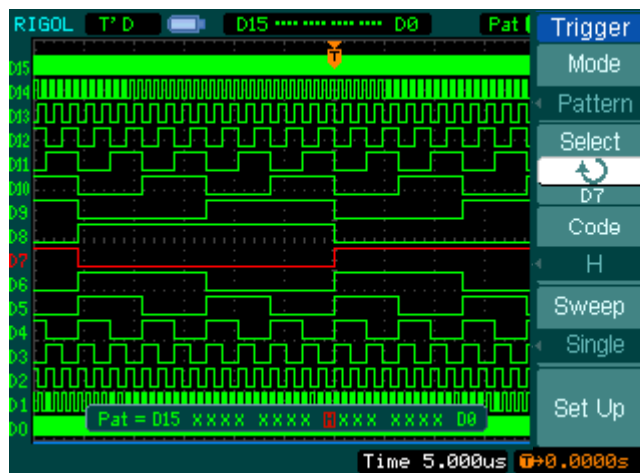 RIGOL T'D D15 ···· ···· ···· ···· D0 Pat
Trigger
T
Mode
Pattern
Select
D7
Code
H
Sweep
Single
Set Up
D15
D14
D13
D12
D11
D10
D9
D8
D7
D6
D5
D4
D3
D2
D1
D0
Pat = D15 XXXX XXXX HXXX XXXX D0
Time 5.000us T→0.0000s